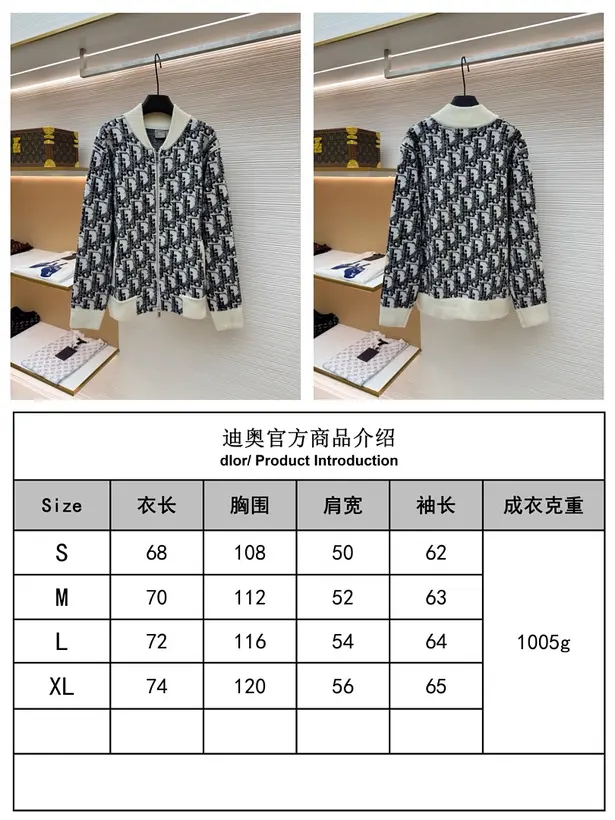 迪奥官方商品介绍
dIor/ Product Introduction
Size 衣长 胸围 肩宽 袖长 成衣克重
S 68 108 50 62
M 70 112 52 63
L 72 116 54 64
XL 74 120 56 65
1005g